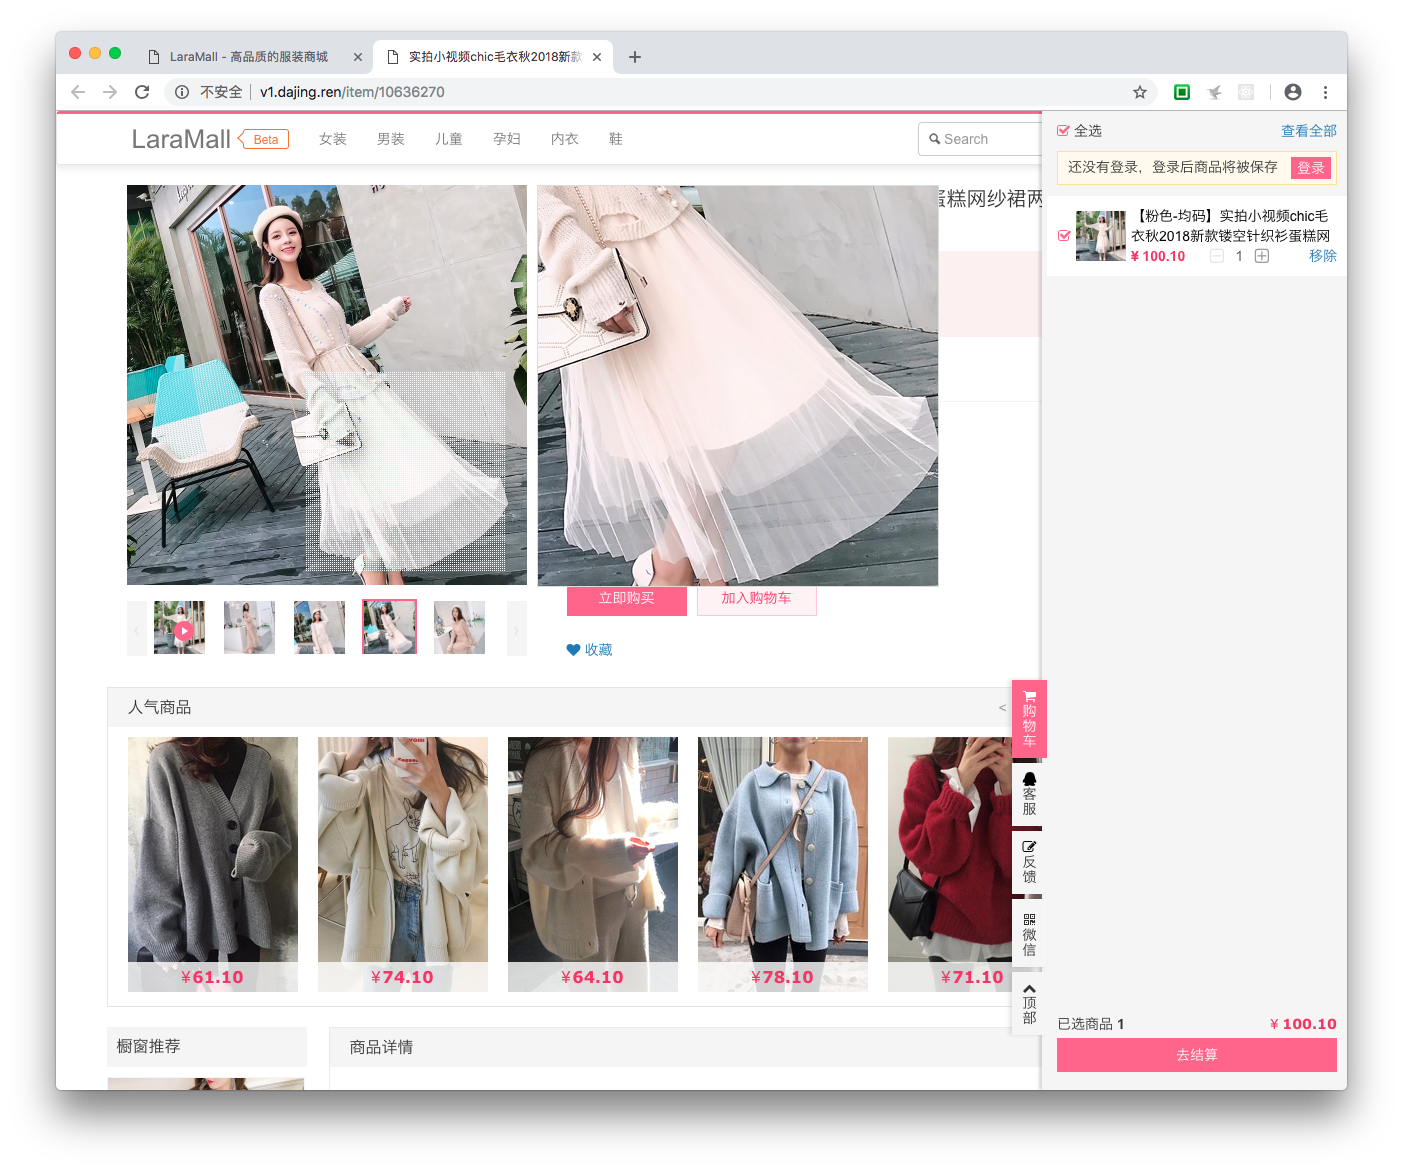 LaraMall - 高品质的服装商城
实拍小视频chic毛衣秋2018新款
不安全
v1.dajing.ren/item/10636270
LaraMall
Beta
女装
男装
儿童
孕妇
内衣
鞋
Search
蛋糕网纱裙两
立即购买
加入购物车
收藏
人气商品
<
¥61.10
¥74.10
¥64.10
¥78.10
¥71.10
橱窗推荐
商品详情
购物车
客服
反馈
微信
顶部
全选
查看全部
还没有登录，登录后商品将被保存
登录
【粉色-均码】实拍小视频chic毛
衣秋2018新款镂空针织衫蛋糕网
¥ 100.10
1
移除
已选商品 1
¥ 100.10
去结算